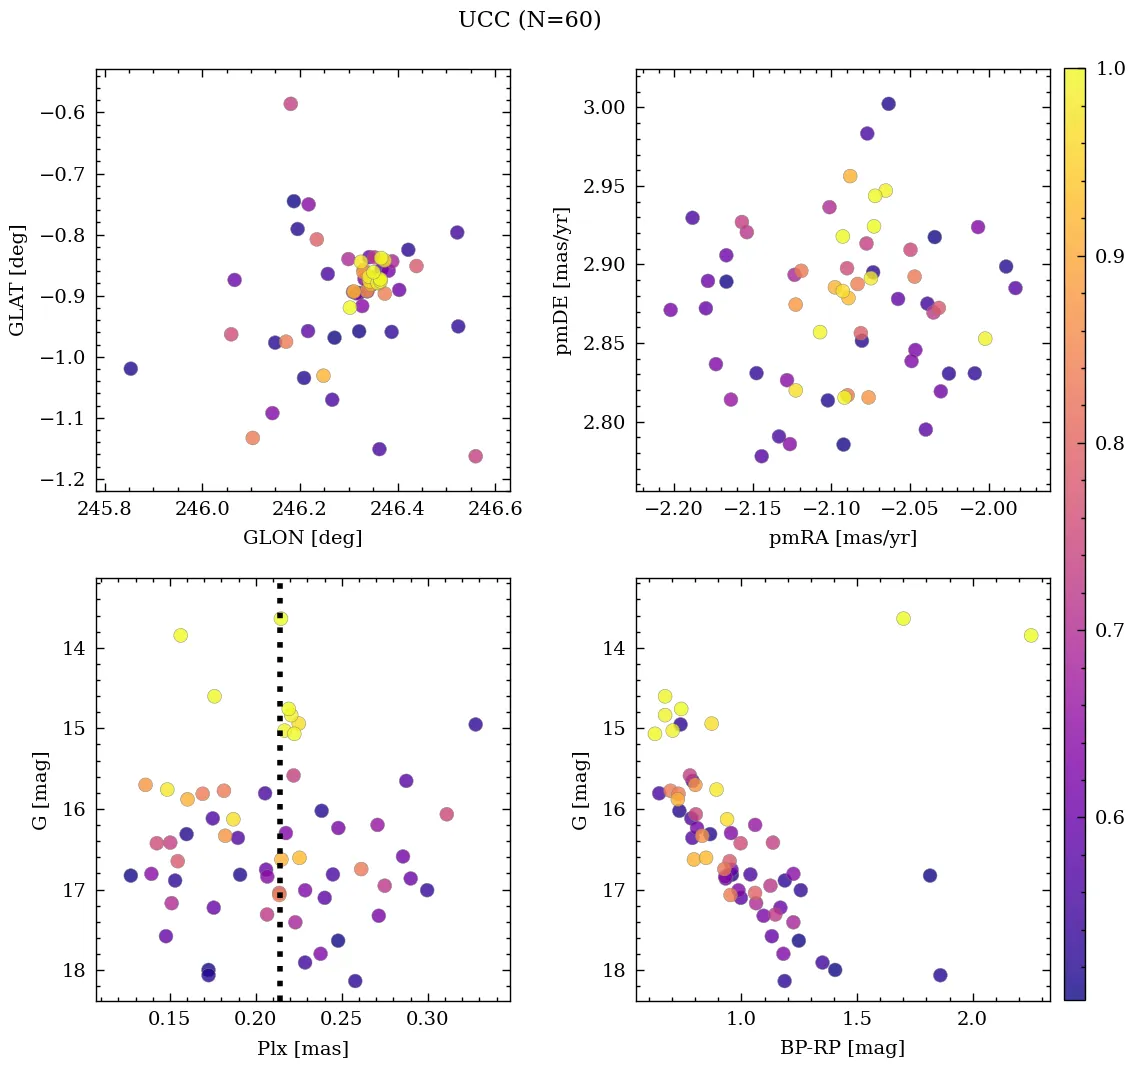 UCC (N=60)
−0.6
−0.7
−0.8
−0.9
−1.0
−1.1
−1.2
GLAT [deg]
245.8 246.0 246.2 246.4 246.6
GLON [deg]
3.00
2.95
2.90
2.85
2.80
pmDE [mas/yr]
−2.20 −2.15 −2.10 −2.05 −2.00
pmRA [mas/yr]
14
15
16
17
18
G [mag]
0.15 0.20 0.25 0.30
Plx [mas]
14
15
16
17
18
G [mag]
1.0 1.5 2.0
BP-RP [mag]
1.0
0.9
0.8
0.7
0.6